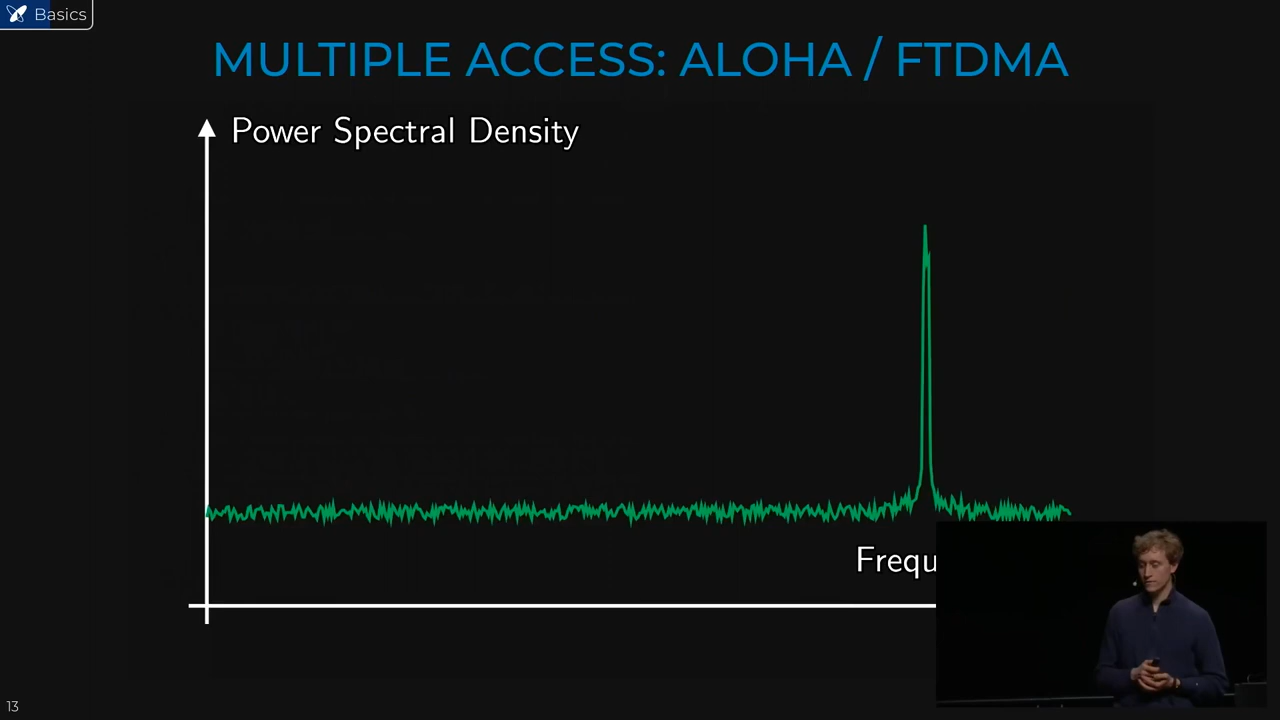 Basics
MULTIPLE ACCESS: ALOHA / FTDMA
Power Spectral Density
Frequ
13